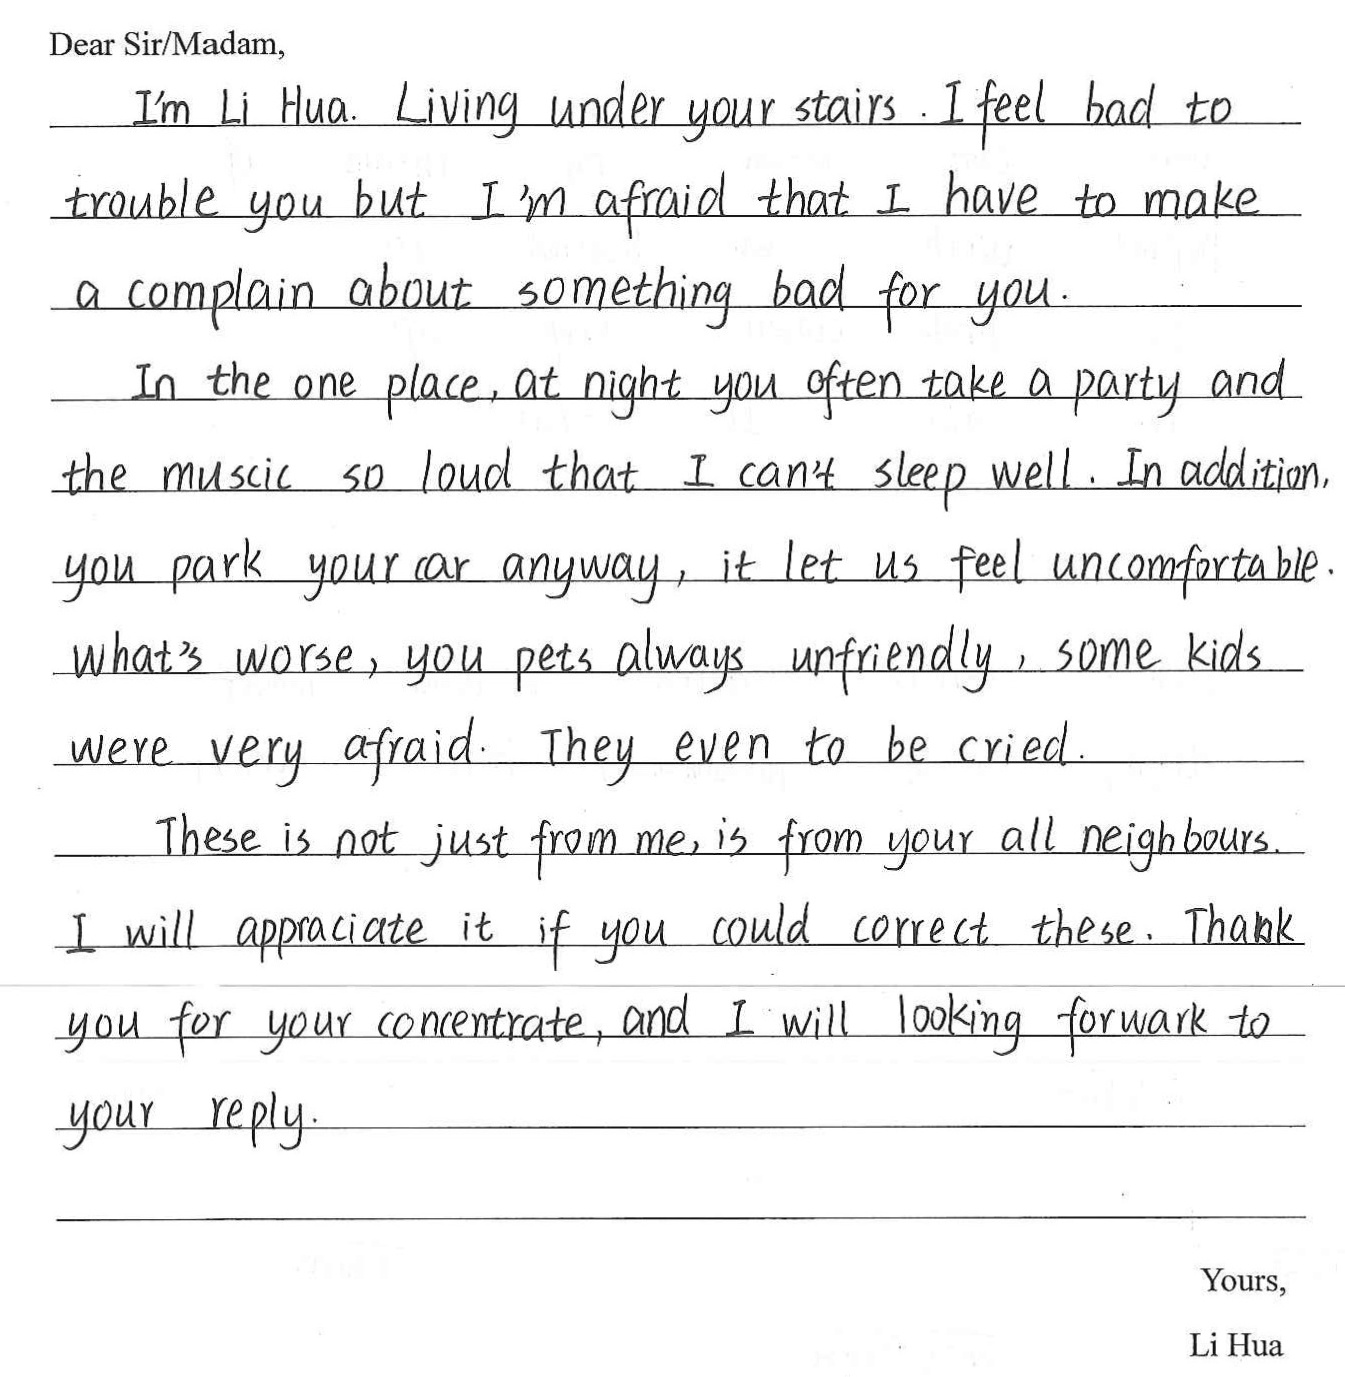 Dear Sir/Madam,
I'm Li Hua. Living under your stairs. I feel bad to
trouble you but I'm afraid that I have to make
a complain about something bad for you.
In the one place, at night you often take a party and
the muscic so loud that I can't sleep well. In addition,
you park your car anyway, it let us feel uncomfortable.
What's worse, you pets always unfriendly, some kids
were very afraid. They even to be cried.
These is not just from me, is from your all neighbours.
I will appraciate it if you could correct these. Thank
you for your concentrate, and I will looking forwark to
your reply.
Yours,
Li Hua